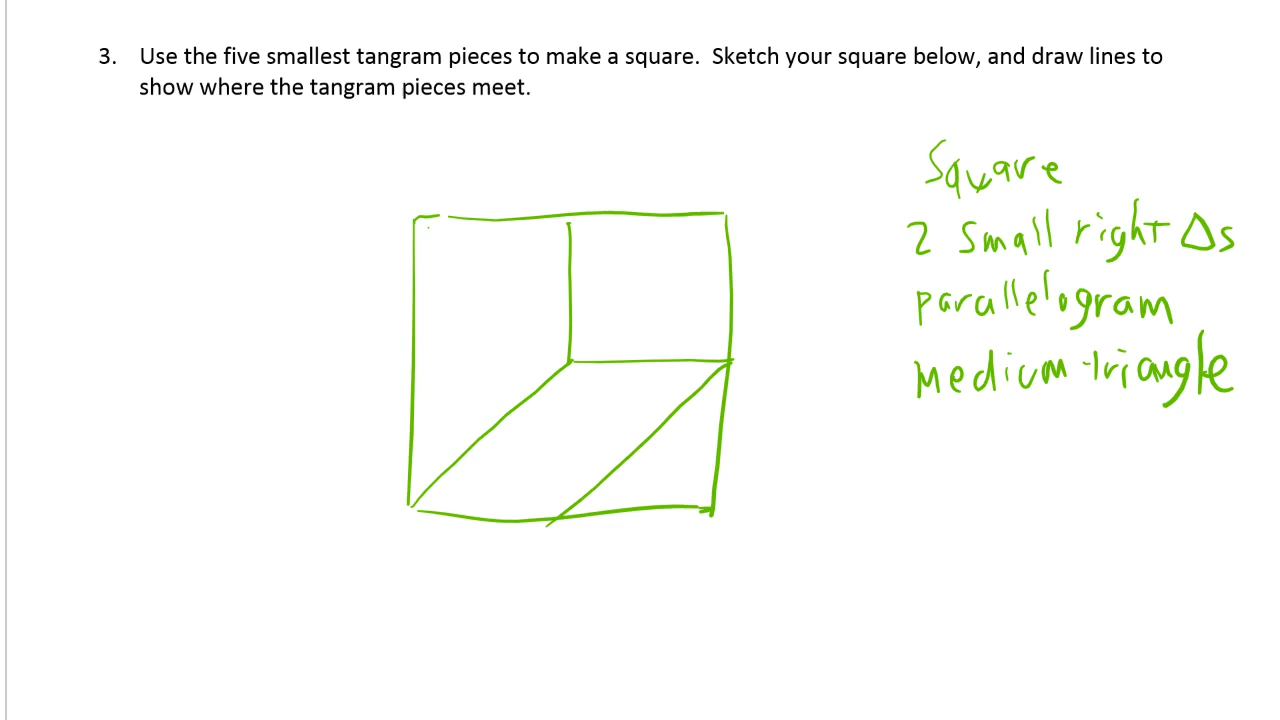 3. Use the five smallest tangram pieces to make a square. Sketch your square below, and draw lines to
show where the tangram pieces meet.
Square
2 small right Δs
parallelogram
Medium triangle